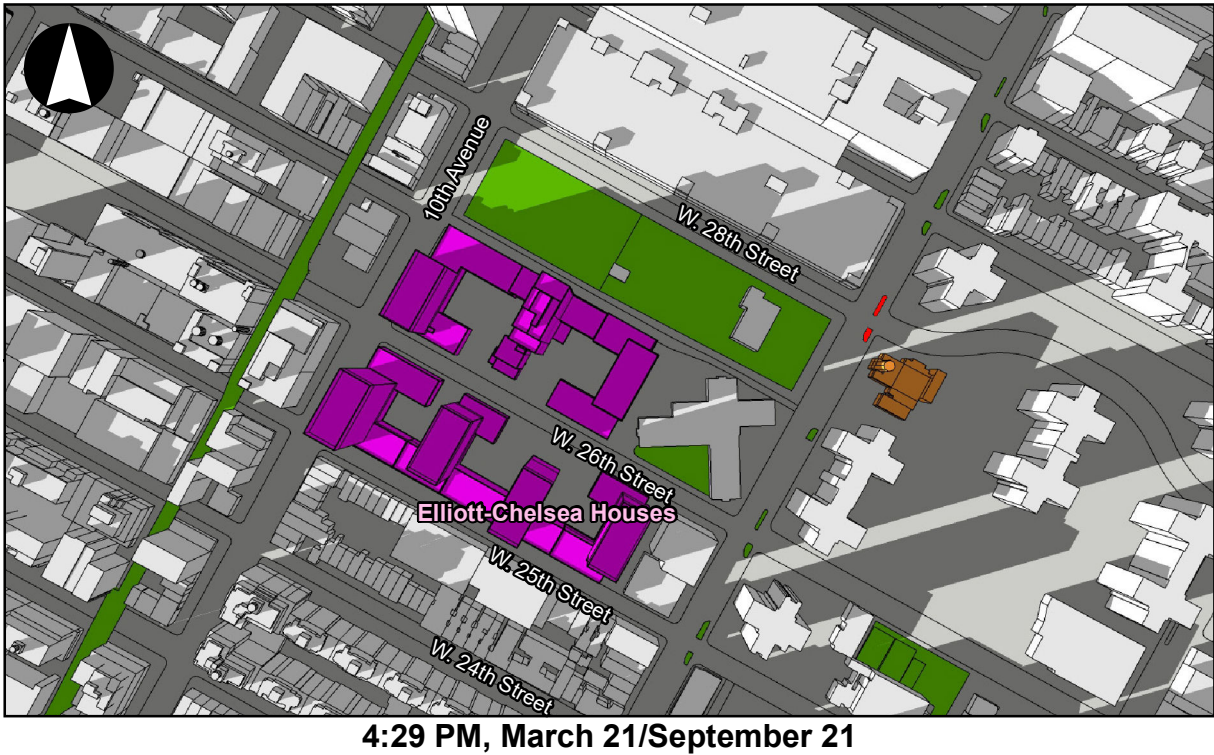 10th Avenue
W. 28th Street
W. 26th Street
Elliott-Chelsea Houses
W. 25th Street
W. 24th Street
4:29 PM, March 21/September 21